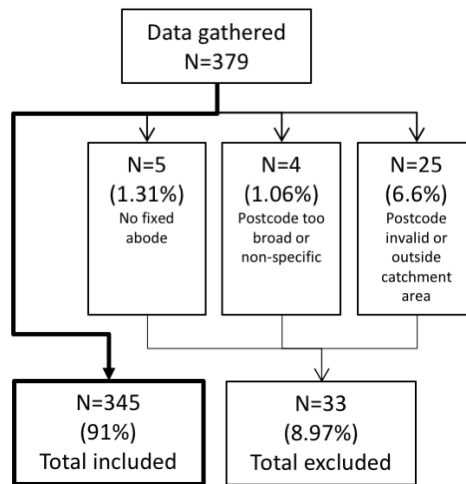 Data gathered
N=379
N=5
(1.31%)
No fixed
abode
N=4
(1.06%)
Postcode too
broad or
non-specific
N=25
(6.6%)
Postcode
invalid or
outside
catchment
area
N=345
(91%)
Total included
N=33
(8.97%)
Total excluded